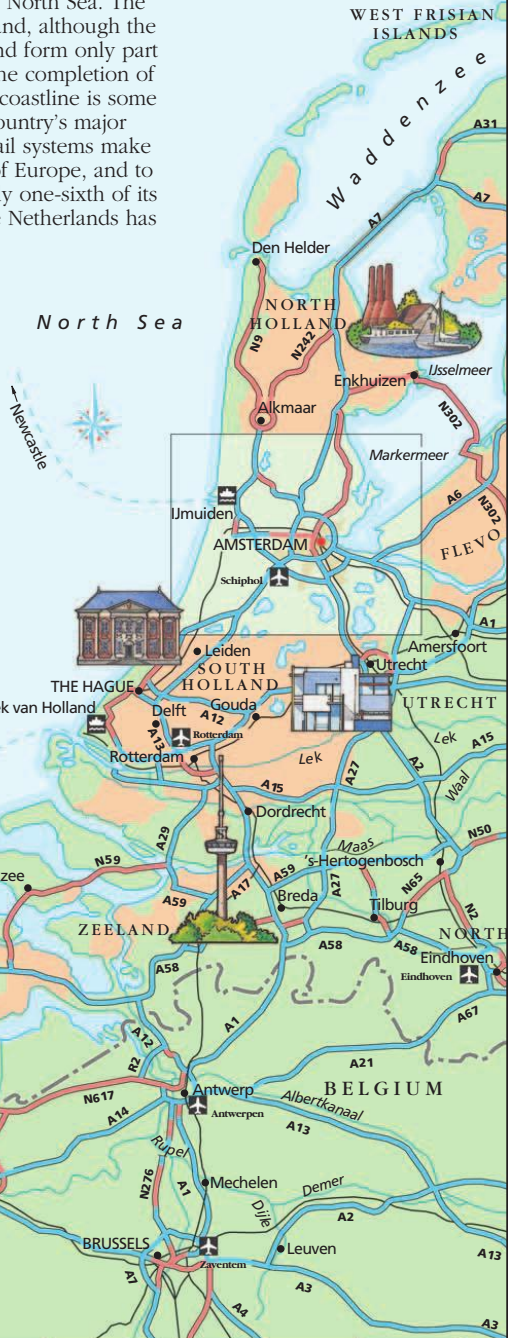 North Sea. The
and, although the
nd form only part
he completion of
coastline is some
ountry's major
ail systems make
of Europe, and to
ly one-sixth of its
e Netherlands has
WEST FRISIAN
ISLANDS
Waddenzee
A31
A7
A7
Den Helder
North Sea
NORTH
HOLLAND
N9
N242
Enkhuizen
IJsselmeer
Newcastle
Alkmaar
N302
Markermeer
IJmuiden
A6
N302
AMSTERDAM
FLEVO
Schiphol
A1
Amersfoort
Leiden
Utrecht
SOUTH
HOLLAND
THE HAGUE
ek van Holland
Delft
Gouda
A12
UTRECHT
A13
Rotterdam
Rotterdam
Lek
Lek
A15
A27
A2
A15
Waal
Dordrecht
A29
Maas
N50
's-Hertogenbosch
N59
A59
A27
N65
zee
A17
A59
Breda
Tilburg
N2
ZEELAND
NORTH
A58
A58
A58
Eindhoven
Eindhoven
A67
A1
A12
R2
A21
N617
Antwerp
BELGIUM
Antwerpen
Albertkanaal
A14
A13
Rupel
N276
A1
Mechelen
Demer
Dijle
A2
BRUSSELS
Leuven
A13
Zaventem
A7
A3
A4
A3